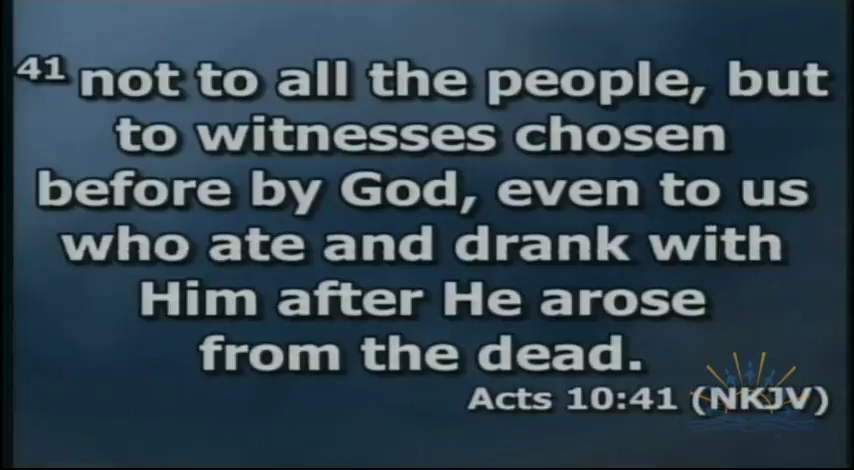 41 not to all the people, but
to witnesses chosen
before by God, even to us
who ate and drank with
Him after He arose
from the dead.
Acts 10:41 (NKJV)